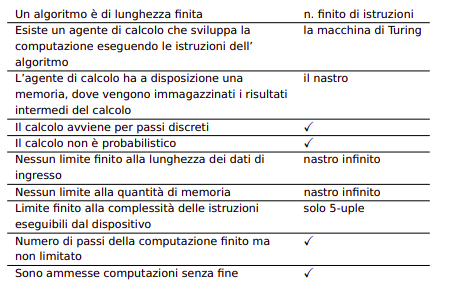 Un algoritmo è di lunghezza finita n. finito di istruzioni
Esiste un agente di calcolo che sviluppa la la macchina di Turing
computazione eseguendo le istruzioni dell'
algoritmo
L'agente di calcolo ha a disposizione una il nastro
memoria, dove vengono immagazzinati i risultati
intermedi del calcolo
Il calcolo avviene per passi discreti ✓
Il calcolo non è probabilistico ✓
Nessun limite finito alla lunghezza dei dati di nastro infinito
ingresso
Nessun limite alla quantità di memoria nastro infinito
Limite finito alla complessità delle istruzioni solo 5-uple
eseguibili dal dispositivo
Numero di passi della computazione finito ma ✓
non limitato
Sono ammesse computazioni senza fine ✓